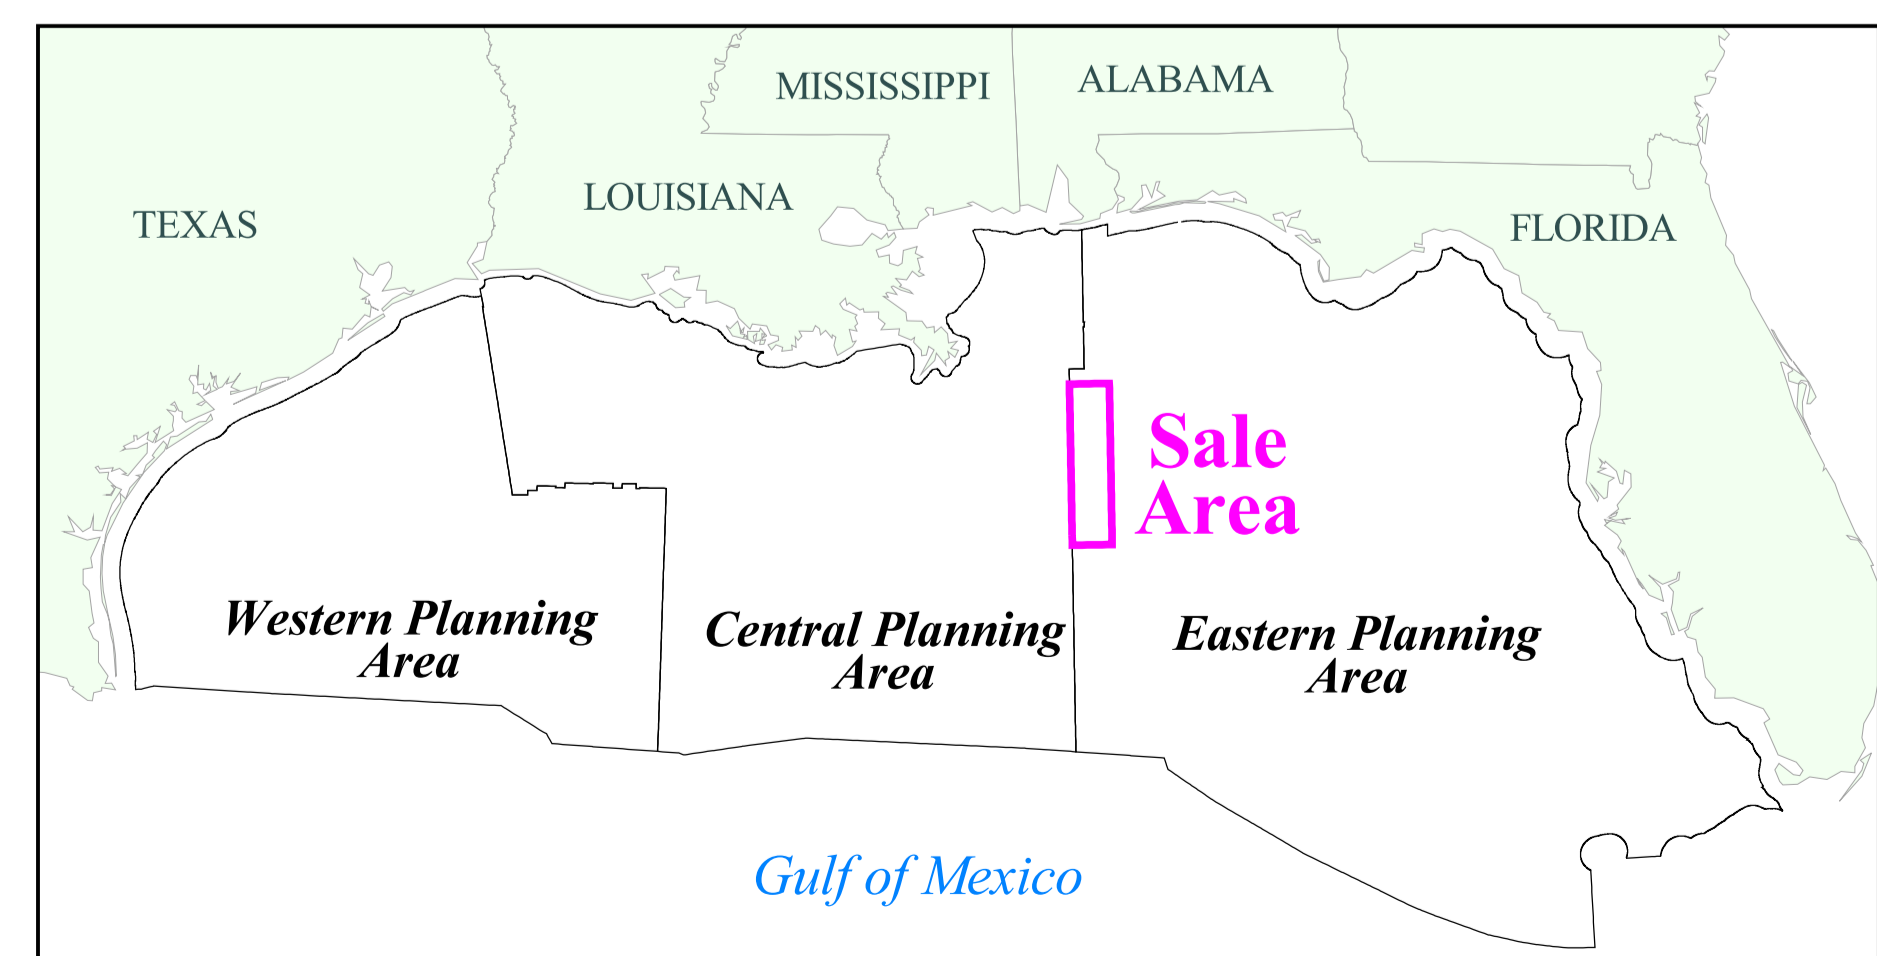 MISSISSIPPI
ALABAMA
LOUISIANA
TEXAS
FLORIDA
Sale
Area
Western Planning
Area
Central Planning
Area
Eastern Planning
Area
Gulf of Mexico